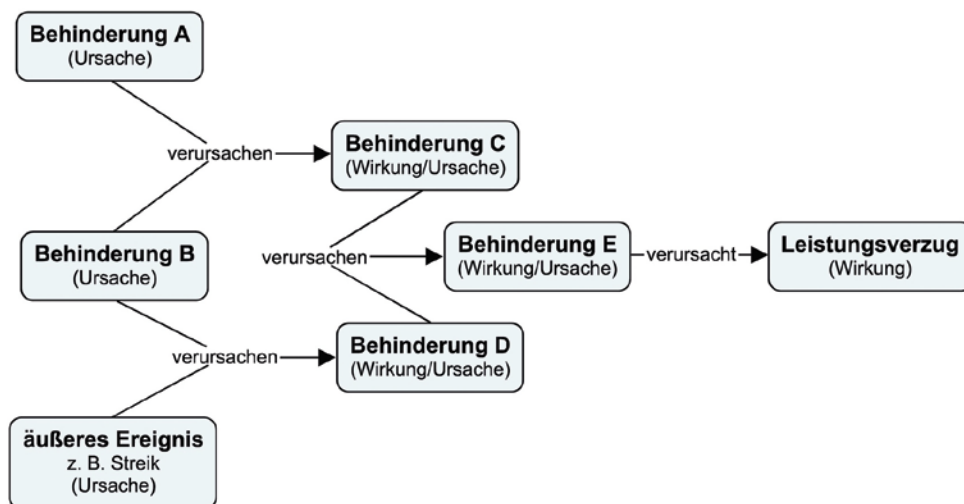 Behinderung A
(Ursache)
verursachen
Behinderung C
(Wirkung/Ursache)
Behinderung B
(Ursache)
verursachen
Behinderung E
(Wirkung/Ursache)
verursacht
Leistungsverzug
(Wirkung)
verursachen
Behinderung D
(Wirkung/Ursache)
äußeres Ereignis
z. B. Streik
(Ursache)